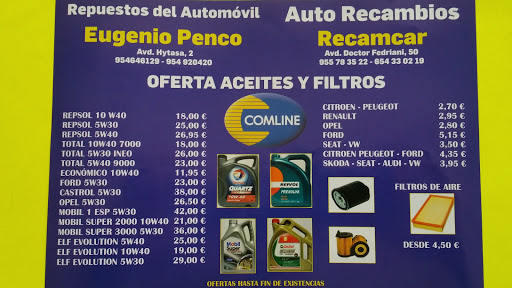 Repuestos del Automóvil
Eugenio Penco
Avd. Hytasa, 2
954646129 - 954 920420
Auto Recambios
Recamcar
Avd. Doctor Fedriani, 50
955 78 35 22 - 654 33 02 19
OFERTA ACEITES Y FILTROS
COMLINE
REPSOL 10 W40 18,00 €
REPSOL 5W30 25,00 €
REPSOL 5W40 26,95 €
TOTAL 10W40 7000 18,00 €
TOTAL 5W30 NEO 26,00 €
TOTAL 5W40 9000 23,00 €
ECONÓMICO 10W40 11,95 €
FORD 5W30 23,00 €
CASTROL 5W30 38,00 €
OPEL 5W30 26,50 €
MOBIL 1 ESP 5W30 42,00 €
MOBIL SUPER 2000 10W40 21,00 €
MOBIL SUPER 3000 5W30 36,00 €
ELF EVOLUTION 5W40 25,00 €
ELF EVOLUTION 10W40 19,00 €
ELF EVOLUTION 5W30 29,00 €
CITROEN - PEUGEOT 2,70 €
RENAULT 2,95 €
OPEL 2,80 €
FORD 5,15 €
SEAT - VW 3,50 €
CITROEN PEUGEOT - FORD 4,35 €
SKODA - SEAT - AUDI - VW 3,95 €
QUARTZ
Mobil
Super
Castrol
FILTROS DE AIRE
DESDE 4,50 €
OFERTAS HASTA FIN DE EXISTENCIAS